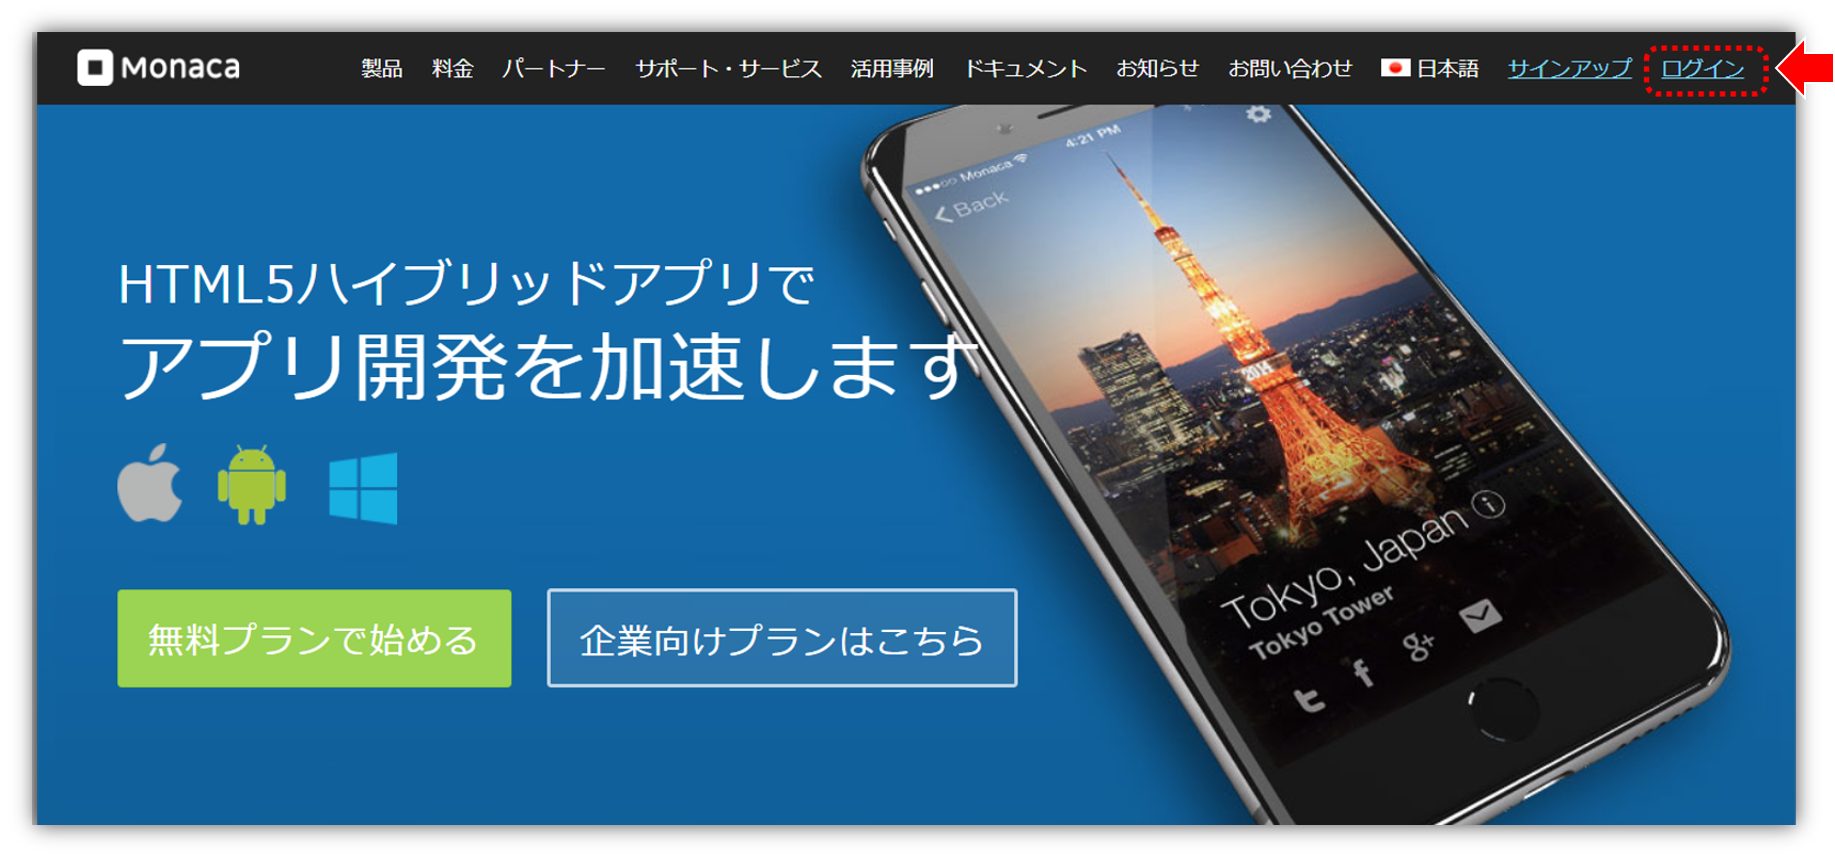 Monaca
製品 料金 パートナー サポート・サービス 活用事例 ドキュメント お知らせ お問い合わせ 日本語 サインアップ ログイン
Monaca 4:21 PM
Back
HTML5ハイブリッドアプリで
アプリ開発を加速します
2014
Tokyo, Japan
Tokyo Tower
無料プランで始める 企業向けプランはこちら